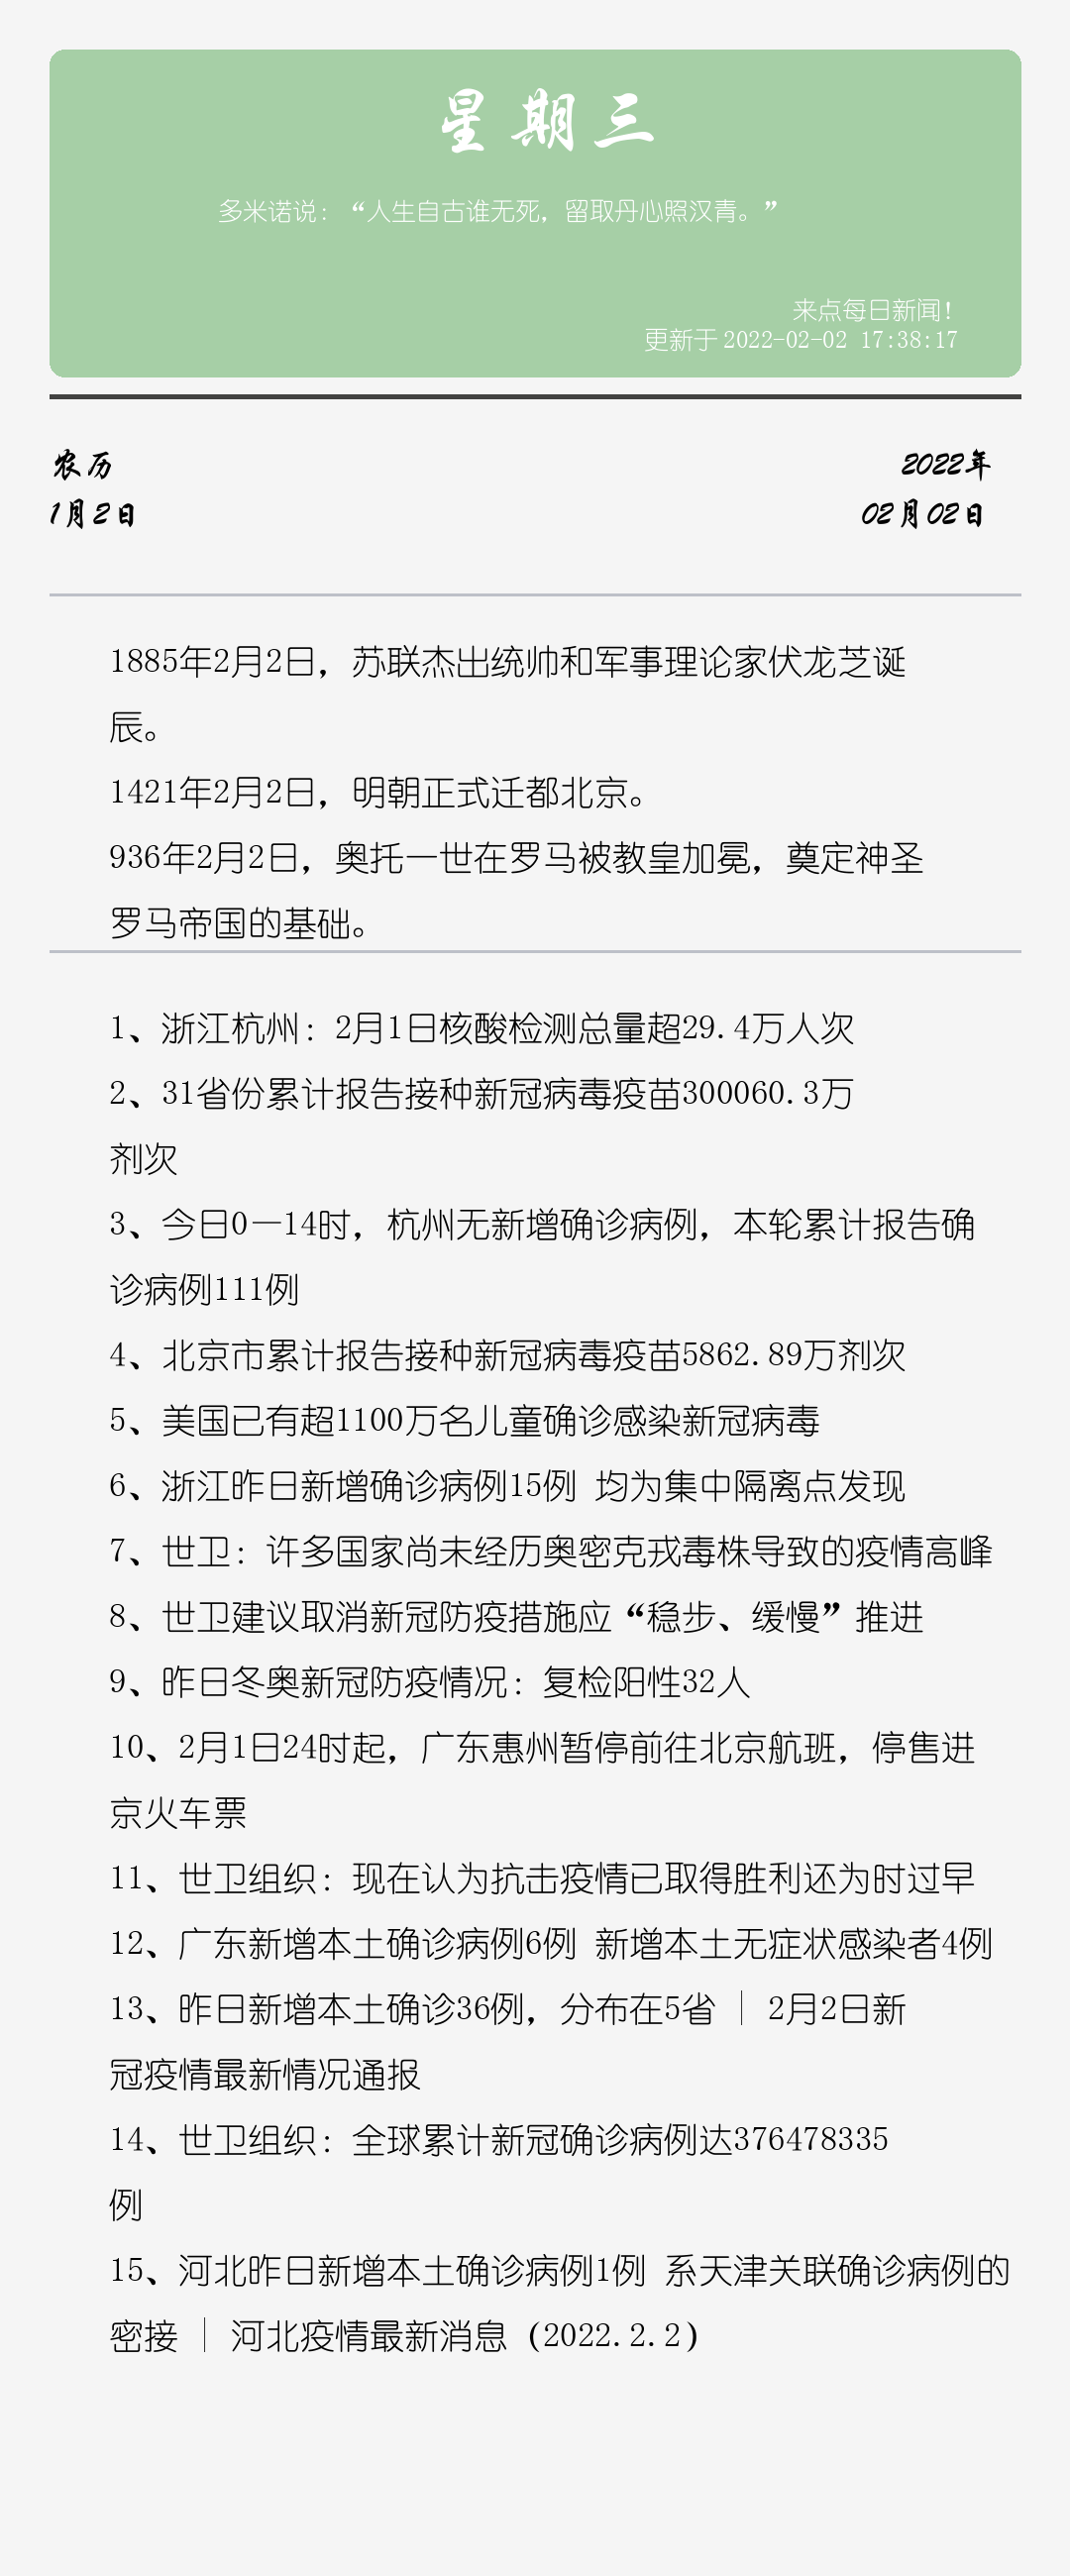 星期三
多米诺说：“人生自古谁无死，留取丹心照汉青。”
来点每日新闻！
更新于 2022-02-02 17:38:17
农历
2022年
1月2日
02月02日
1885年2月2日，苏联杰出统帅和军事理论家伏龙芝诞
辰。
1421年2月2日，明朝正式迁都北京。
936年2月2日，奥托一世在罗马被教皇加冕，奠定神圣
罗马帝国的基础。
1、浙江杭州：2月1日核酸检测总量超29.4万人次
2、31省份累计报告接种新冠病毒疫苗300060.3万
剂次
3、今日0—14时，杭州无新增确诊病例，本轮累计报告确
诊病例111例
4、北京市累计报告接种新冠病毒疫苗5862.89万剂次
5、美国已有超1100万名儿童确诊感染新冠病毒
6、浙江昨日新增确诊病例15例 均为集中隔离点发现
7、世卫：许多国家尚未经历奥密克戎毒株导致的疫情高峰
8、世卫建议取消新冠防疫措施应“稳步、缓慢”推进
9、昨日冬奥新冠防疫情况：复检阳性32人
10、2月1日24时起，广东惠州暂停前往北京航班，停售进
京火车票
11、世卫组织：现在认为抗击疫情已取得胜利还为时过早
12、广东新增本土确诊病例6例 新增本土无症状感染者4例
13、昨日新增本土确诊36例，分布在5省｜2月2日新
冠疫情最新情况通报
14、世卫组织：全球累计新冠确诊病例达376478335
例
15、河北昨日新增本土确诊病例1例 系天津关联确诊病例的
密接｜河北疫情最新消息（2022.2.2）